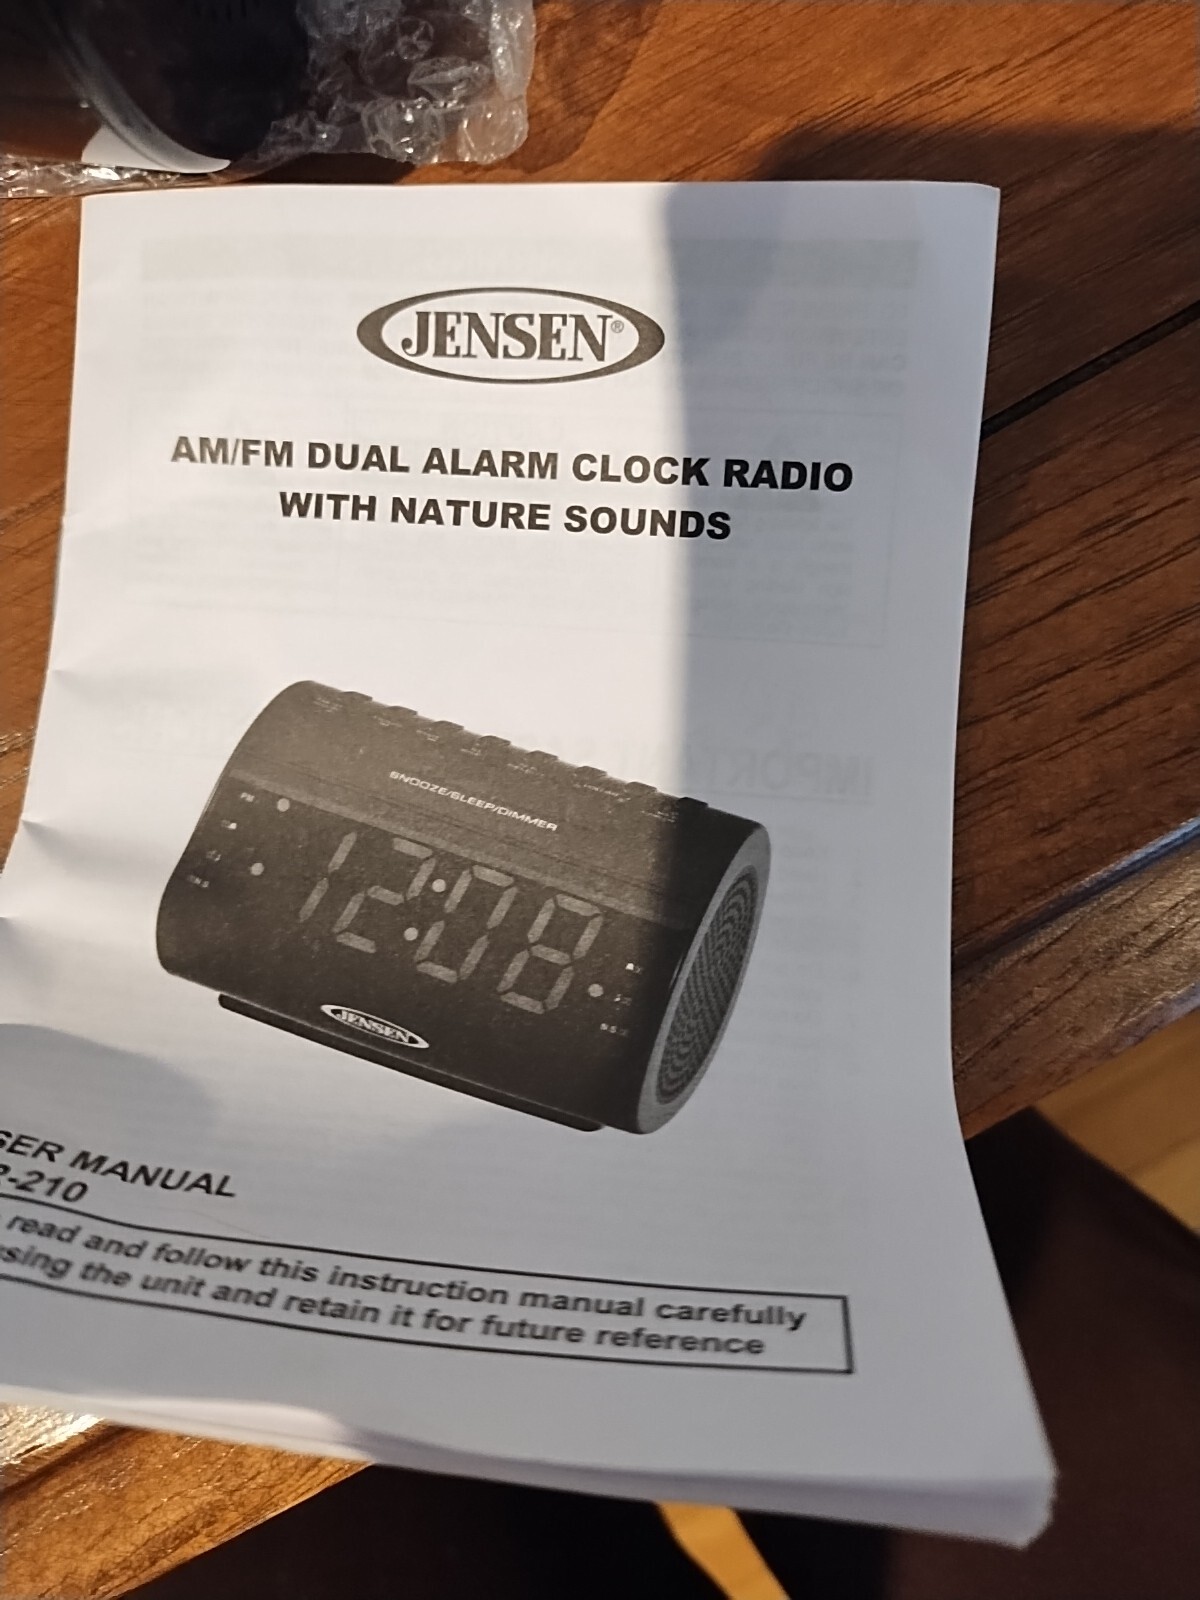 JENSEN®
AM/FM DUAL ALARM CLOCK RADIO
WITH NATURE SOUNDS
SNOOZE/SLEEP/DIMMER
12:08
JENSEN
SER MANUAL
-210
read and follow this instruction manual carefully
sing the unit and retain it for future reference